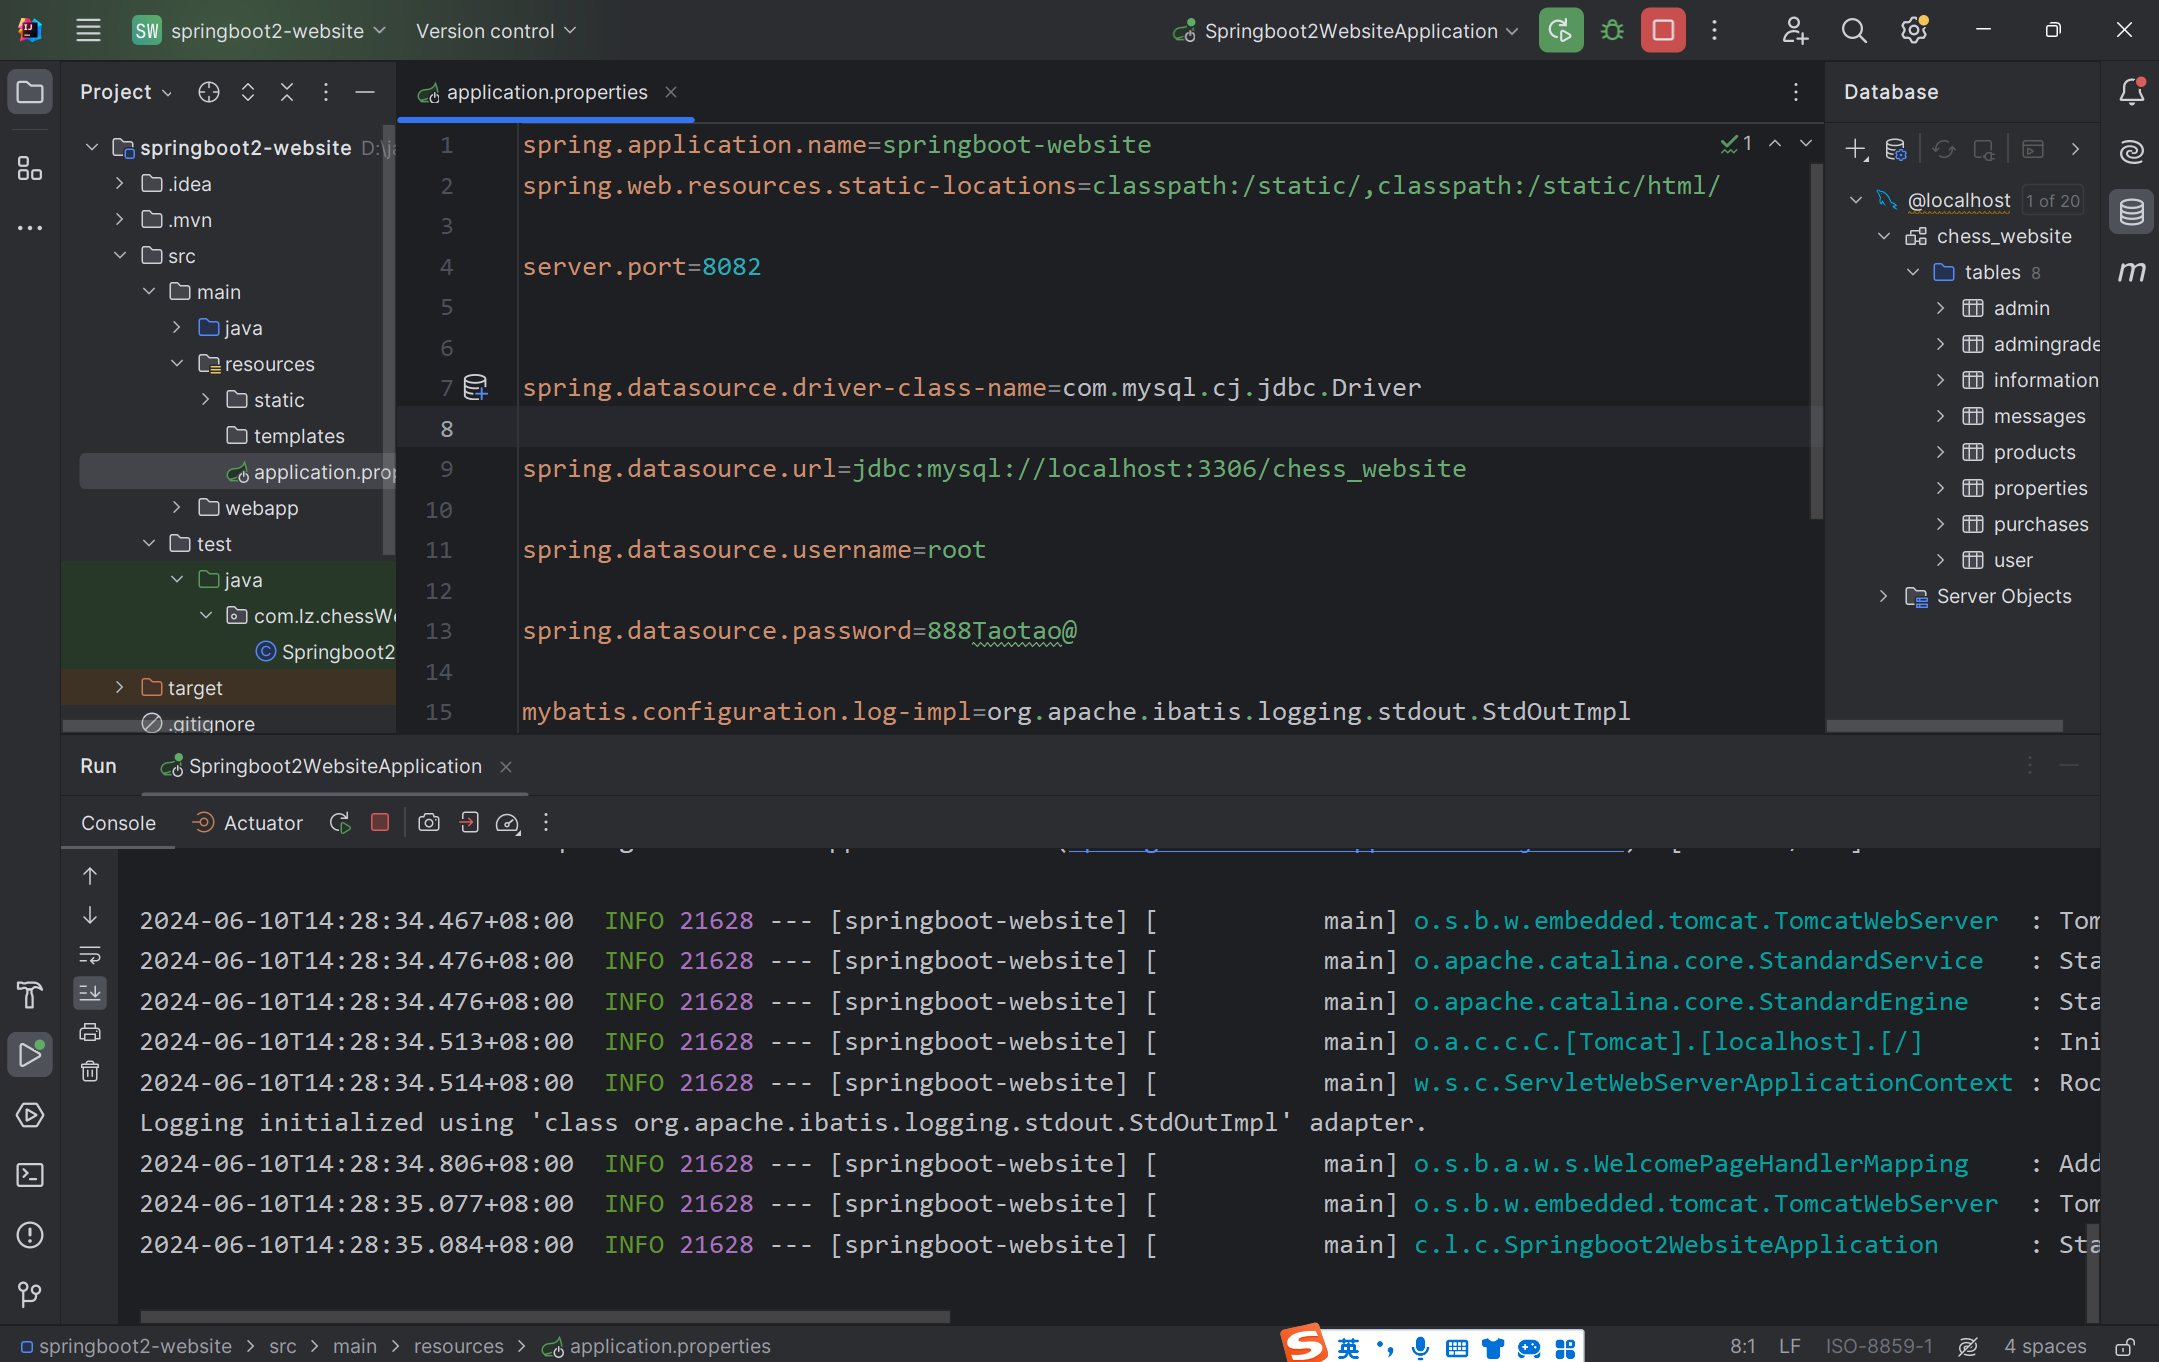 SW springboot2-website Version control Springboot2WebsiteApplication
Project
application.properties
Database
springboot2-website
.idea
.mvn
src
main
java
resources
static
templates
webapp
test
java
target
.gitignore
1 spring.application.name=springboot-website
2 spring.web.resources.static-locations=classpath:/static/,classpath:/static/html/
3
4 server.port=8082
5
6
7 spring.datasource.driver-class-name=com.mysql.cj.jdbc.Driver
8
9 spring.datasource.url=jdbc:mysql://localhost:3306/chess_website
10
11 spring.datasource.username=root
12
13 spring.datasource.password=888Taotao@
14
15 mybatis.configuration.log-impl=org.apache.ibatis.logging.stdout.StdOutImpl
1
@localhost 1 of 20
chess_website
tables 8
admin
admingrade
information
messages
products
properties
purchases
user
Server Objects
m
Run Springboot2WebsiteApplication
Console Actuator
2024-06-10T14:28:34.467+08:00 INFO 21628 --- [springboot-website] [ main] o.s.b.w.embedded.tomcat.TomcatWebServer : Tom
2024-06-10T14:28:34.476+08:00 INFO 21628 --- [springboot-website] [ main] o.apache.catalina.core.StandardService : Sta
2024-06-10T14:28:34.476+08:00 INFO 21628 --- [springboot-website] [ main] o.apache.catalina.core.StandardEngine : Sta
2024-06-10T14:28:34.513+08:00 INFO 21628 --- [springboot-website] [ main] o.a.c.c.C.[Tomcat].[localhost].[/] : Ini
2024-06-10T14:28:34.514+08:00 INFO 21628 --- [springboot-website] [ main] w.s.c.ServletWebServerApplicationContext : Roo
Logging initialized using 'class org.apache.ibatis.logging.stdout.StdOutImpl' adapter.
2024-06-10T14:28:34.806+08:00 INFO 21628 --- [springboot-website] [ main] o.s.b.a.w.s.WelcomePageHandlerMapping : Add
2024-06-10T14:28:35.077+08:00 INFO 21628 --- [springboot-website] [ main] o.s.b.w.embedded.tomcat.TomcatWebServer : Tom
2024-06-10T14:28:35.084+08:00 INFO 21628 --- [springboot-website] [ main] c.l.c.Springboot2WebsiteApplication : Sta
springboot2-website > src > main > resources > application.properties
英
8:1 LF ISO-8859-1 4 spaces